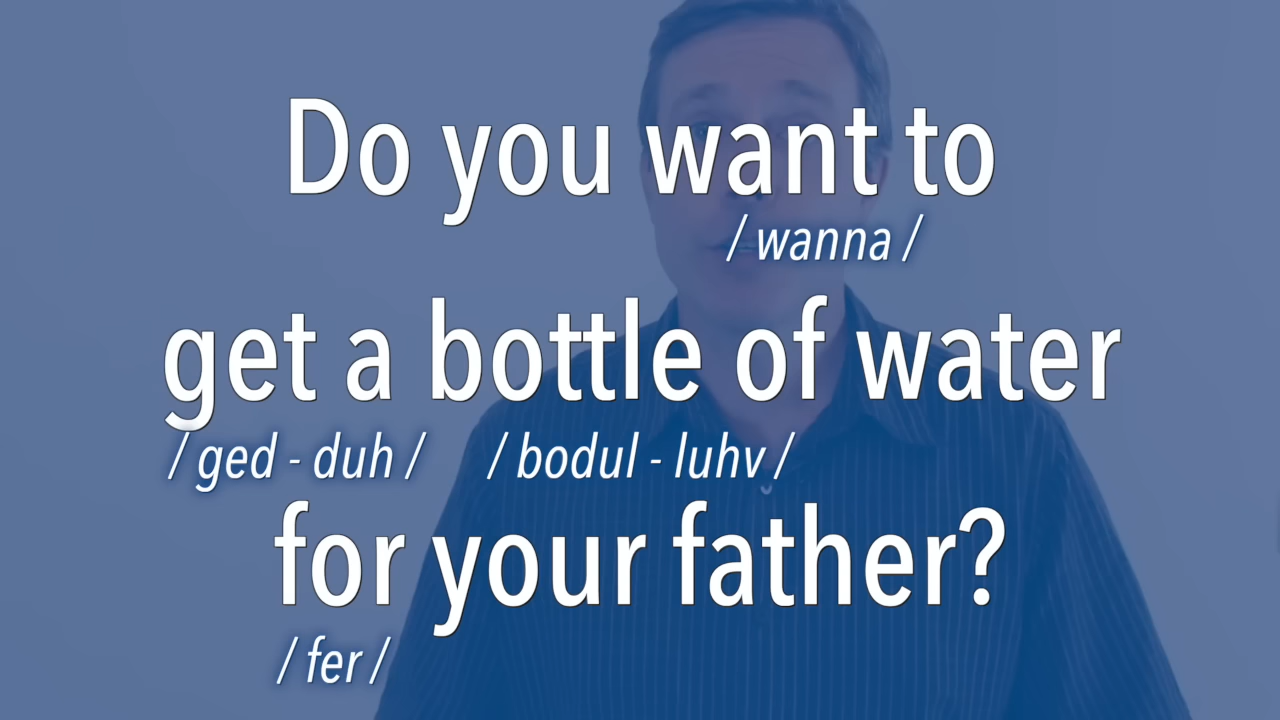 Do you want to
/ wanna /
get a bottle of water
/ ged - duh / / bodul - luhv /
for your father?
/ fer /